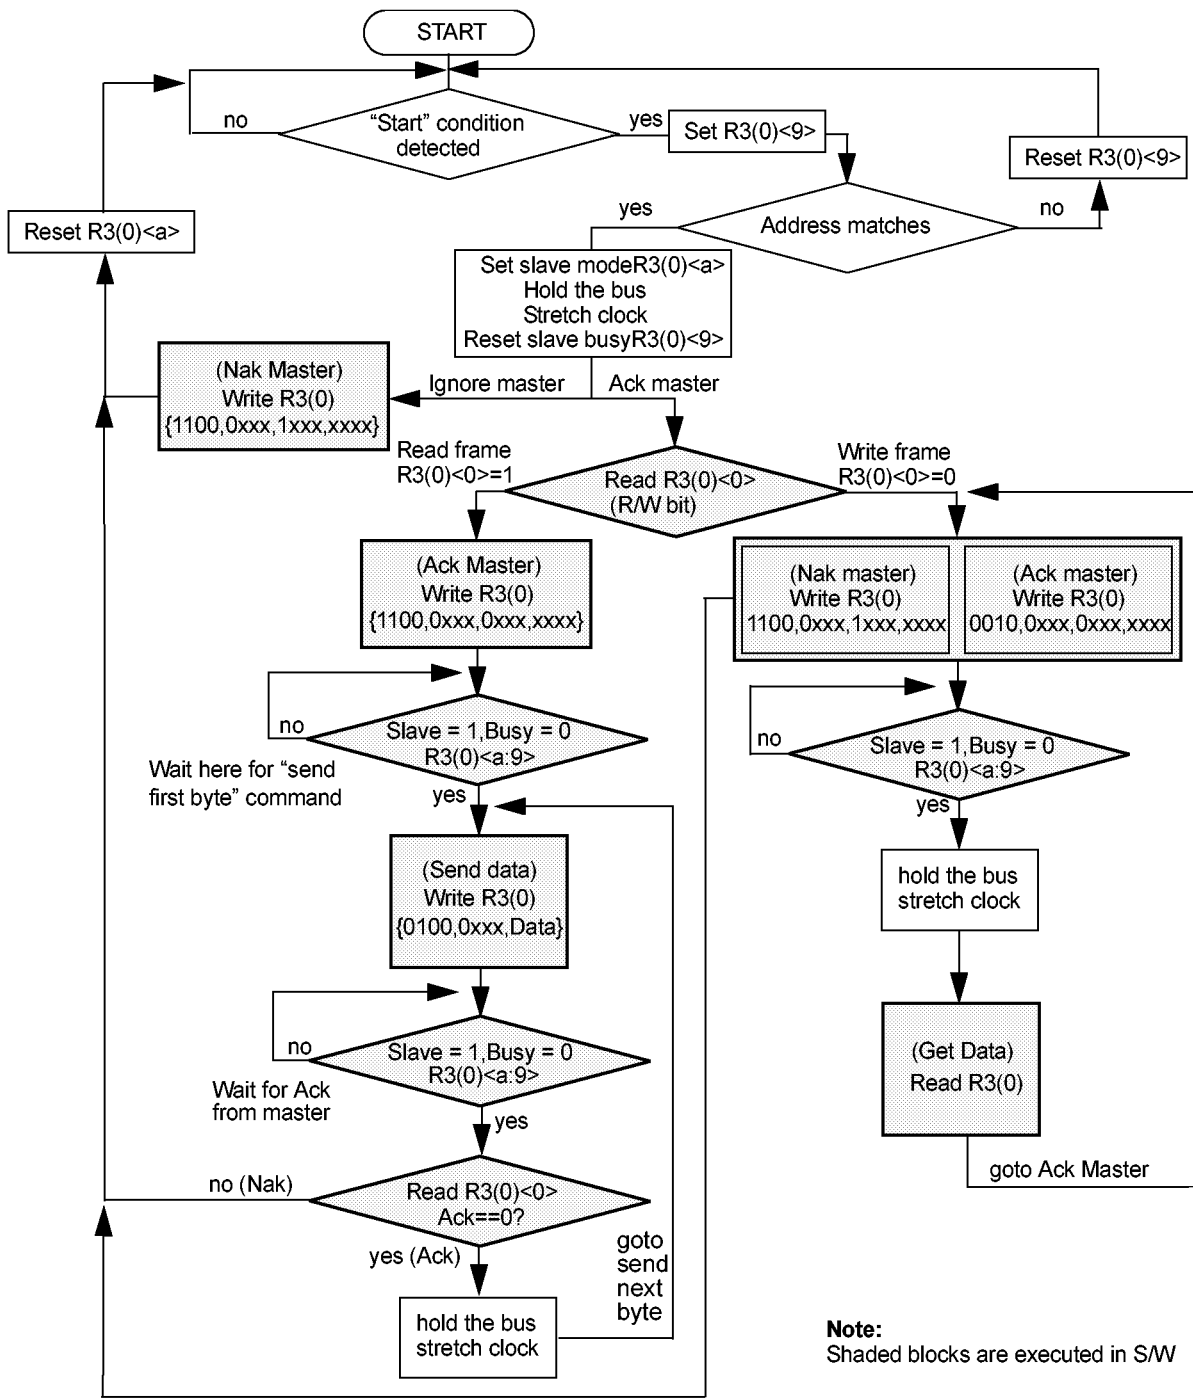 START
no
“Start” condition
detected
yes
Set R3(0)<9>
Reset R3(0)<9>
Reset R3(0)<a>
yes
Address matches
no
Set slave modeR3(0)<a>
Hold the bus
Stretch clock
Reset slave busyR3(0)<9>
(Nak Master)
Write R3(0)
{1100,0xxx,1xxx,xxxx}
Ignore master
Ack master
Read frame
R3(0)<0>=1
Read R3(0)<0>
(R/W bit)
Write frame
R3(0)<0>=0
(Ack Master)
Write R3(0)
{1100,0xxx,0xxx,xxxx}
(Nak master)
Write R3(0)
1100,0xxx,1xxx,xxxx
(Ack master)
Write R3(0)
0010,0xxx,0xxx,xxxx
no
Slave = 1,Busy = 0
R3(0)<a:9>
Wait here for “send
first byte” command
yes
no
Slave = 1,Busy = 0
R3(0)<a:9>
yes
(Send data)
Write R3(0)
{0100,0xxx,Data}
hold the bus
stretch clock
no
Slave = 1,Busy = 0
R3(0)<a:9>
Wait for Ack
from master
yes
(Get Data)
Read R3(0)
no (Nak)
Read R3(0)<0>
Ack==0?
goto Ack Master
yes (Ack)
goto
send
next
byte
hold the bus
stretch clock
Note:
Shaded blocks are executed in S/W